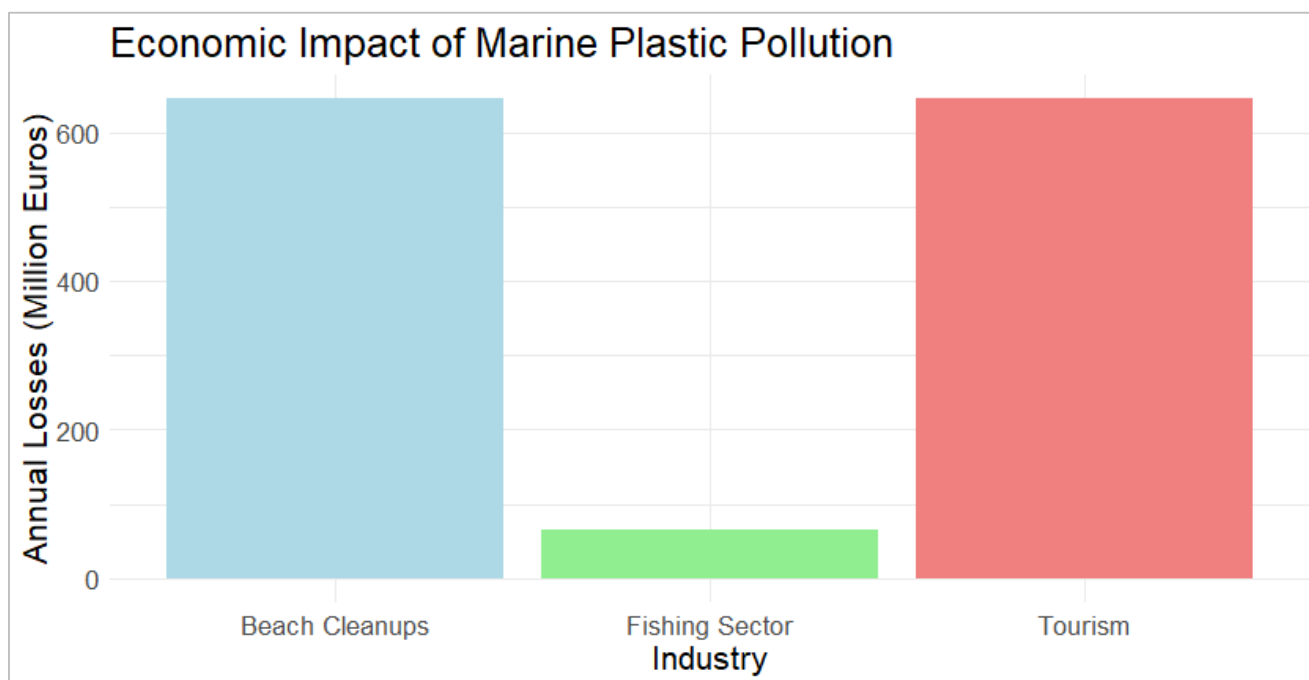 Economic Impact of Marine Plastic Pollution
Annual Losses (Million Euros)
600
400
200
0
Beach Cleanups Fishing Sector Tourism
Industry